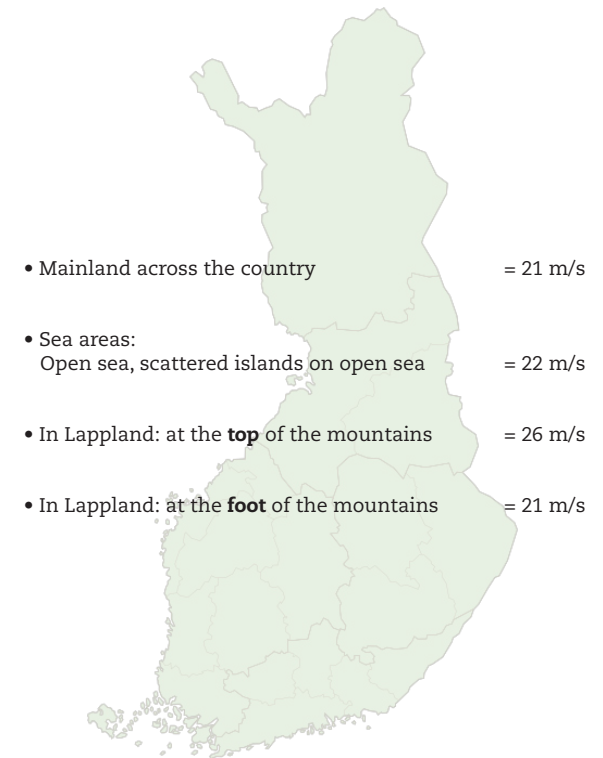 • Mainland across the country = 21 m/s
• Sea areas:
Open sea, scattered islands on open sea = 22 m/s
• In Lappland: at the top of the mountains = 26 m/s
• In Lappland: at the foot of the mountains = 21 m/s